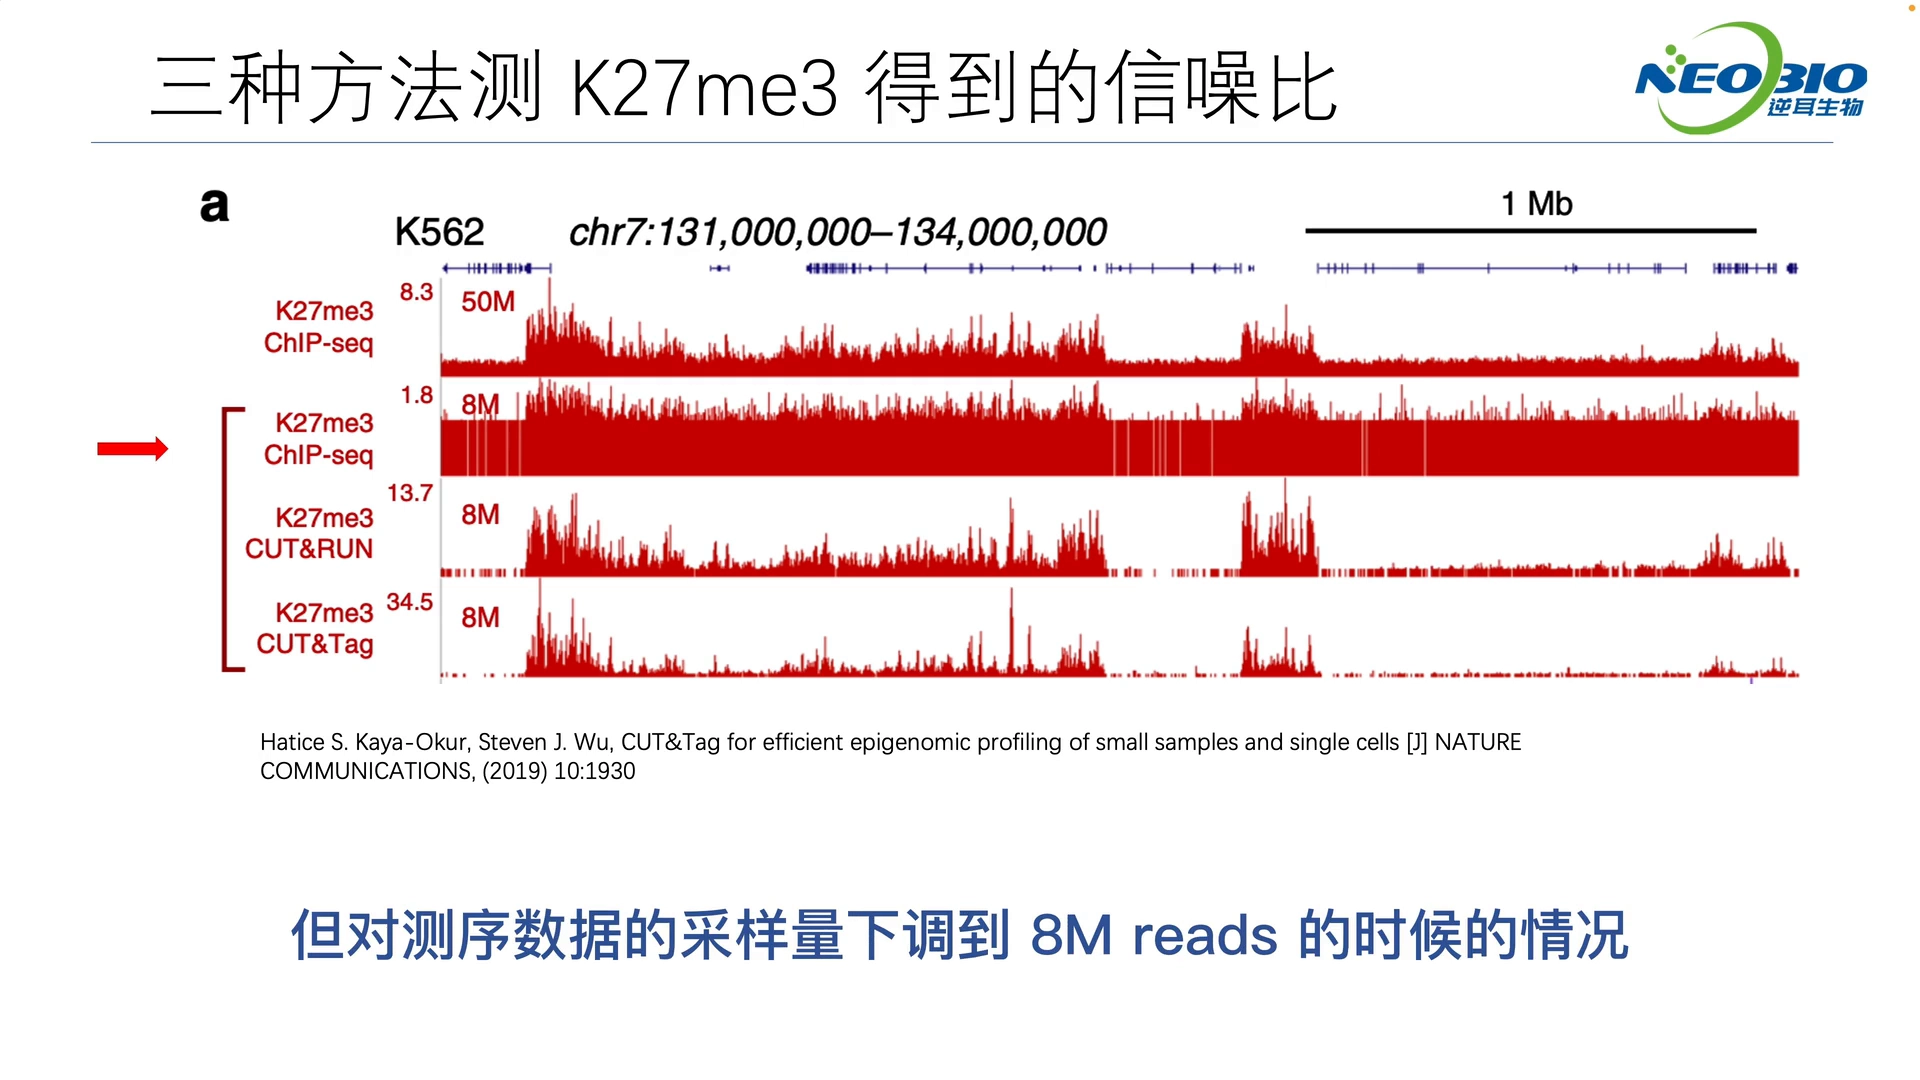 三种方法测 K27me3 得到的信噪比
NEOBIO
逆耳生物
a
K562
chr7:131,000,000–134,000,000
1 Mb
K27me3
ChIP-seq
8.3
50M
K27me3
ChIP-seq
1.8
8M
K27me3
CUT&RUN
13.7
8M
K27me3
CUT&Tag
34.5
8M
Hatice S. Kaya-Okur, Steven J. Wu, CUT&Tag for efficient epigenomic profiling of small samples and single cells [J] NATURE
COMMUNICATIONS, (2019) 10:1930
但对测序数据的采样量下调到 8M reads 的时候的情况